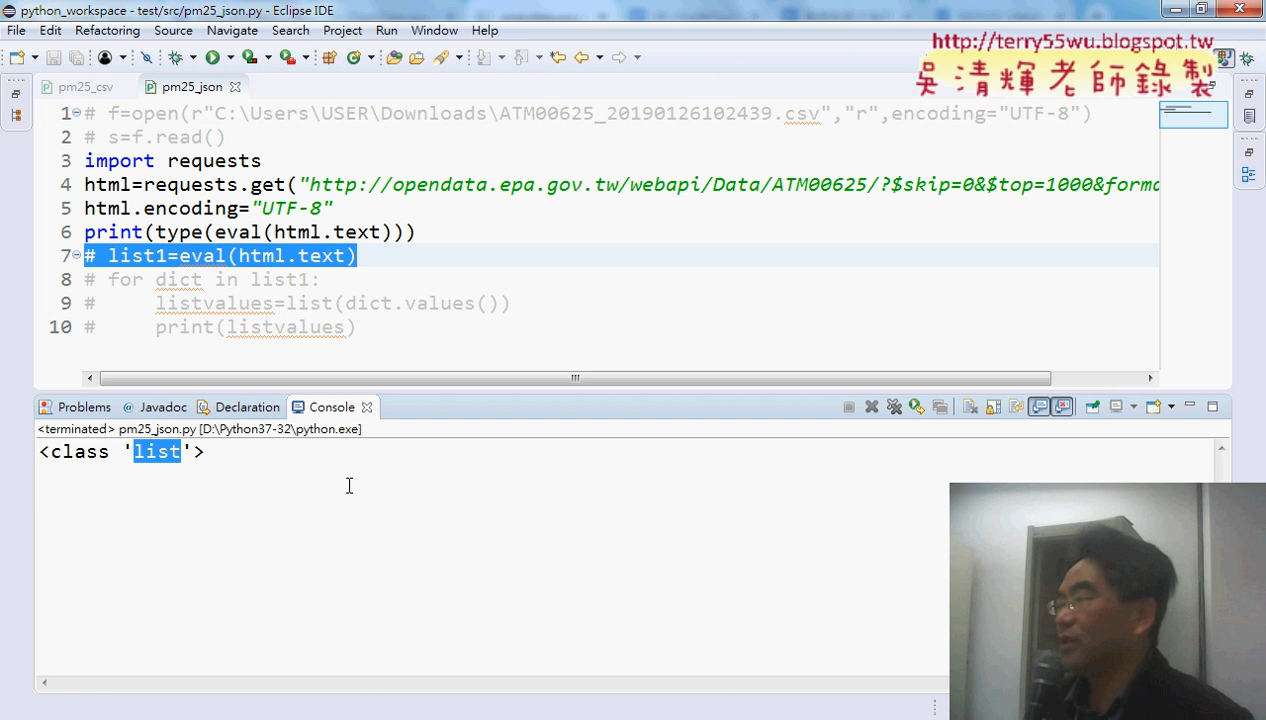 python_workspace - test/src/pm25_json.py - Eclipse IDE
File Edit Refactoring Source Navigate Search Project Run Window Help
http://terry55wu.blogspot.tw
吳清輝老師錄製
pm25_csv pm25_json
1 # f=open(r"C:\Users\USER\Downloads\ATM00625_20190126102439.csv","r",encoding="UTF-8")
2 # s=f.read()
3 import requests
4 html=requests.get("http://opendata.epa.gov.tw/webapi/Data/ATM00625/?$skip=0&$top=1000&forma
5 html.encoding="UTF-8"
6 print(type(eval(html.text)))
7 # list1=eval(html.text)
8 # for dict in list1:
9 #     listvalues=list(dict.values())
10 #     print(listvalues)
Problems Javadoc Declaration Console
<terminated> pm25_json.py [D:\Python37-32\python.exe]
<class 'list'>